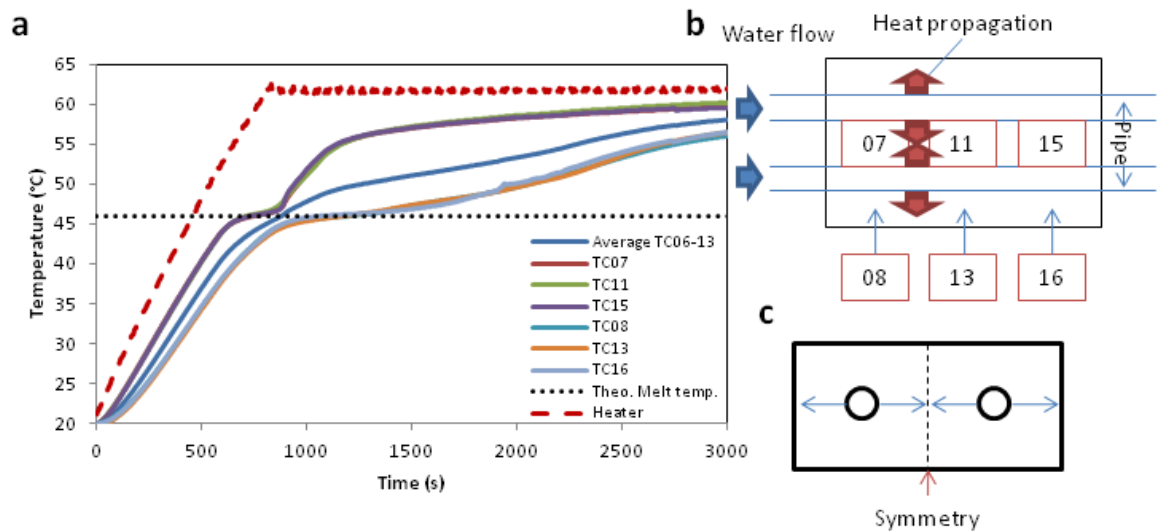 a
65
60
55
50
45
40
35
30
25
20
Temperature (°C)
0
500
1000
1500
2000
2500
3000
Time (s)
Average TC06-13
TC07
TC11
TC15
TC08
TC13
TC16
Theo. Melt temp.
Heater
b
Water flow
Heat propagation
07
11
15
Pipe
08
13
16
c
Symmetry